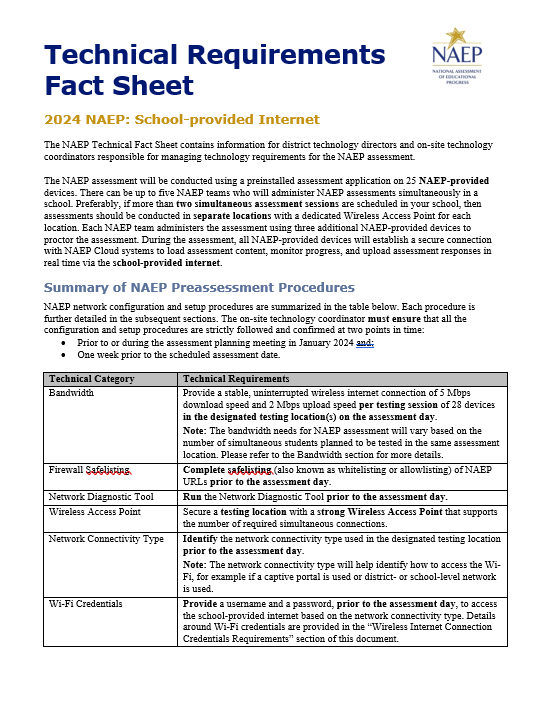 Technical Requirements
Fact Sheet
NAEP
NATIONAL ASSESSMENT
OF EDUCATIONAL
PROGRESS
2024 NAEP: School-provided Internet
The NAEP Technical Fact Sheet contains information for district technology directors and on-site technology
coordinators responsible for managing technology requirements for the NAEP assessment.
The NAEP assessment will be conducted using a preinstalled assessment application on 25 NAEP-provided
devices. There can be up to five NAEP teams who will administer NAEP assessments simultaneously in a
school. Preferably, if more than two simultaneous assessment sessions are scheduled in your school, then
assessments should be conducted in separate locations with a dedicated Wireless Access Point for each
location. Each NAEP team administers the assessment using three additional NAEP-provided devices to
proctor the assessment. During the assessment, all NAEP-provided devices will establish a secure connection
with NAEP Cloud systems to load assessment content, monitor progress, and upload assessment responses in
real time via the school-provided internet.
Summary of NAEP Preassessment Procedures
NAEP network configuration and setup procedures are summarized in the table below. Each procedure is
further detailed in the subsequent sections. The on-site technology coordinator must ensure that all the
configuration and setup procedures are strictly followed and confirmed at two points in time:
• Prior to or during the assessment planning meeting in January 2024 and;
• One week prior to the scheduled assessment date.
Technical Category Technical Requirements
Bandwidth Provide a stable, uninterrupted wireless internet connection of 5 Mbps
download speed and 2 Mbps upload speed per testing session of 28 devices
in the designated testing location(s) on the assessment day.
Note: The bandwidth needs for NAEP assessment will vary based on the
number of simultaneous students planned to be tested in the same assessment
location. Please refer to the Bandwidth section for more details.
Firewall Safelisting Complete safelisting (also known as whitelisting or allowlisting) of NAEP
URLs prior to the assessment day.
Network Diagnostic Tool Run the Network Diagnostic Tool prior to the assessment day.
Wireless Access Point Secure a testing location with a strong Wireless Access Point that supports
the number of required simultaneous connections.
Network Connectivity Type Identify the network connectivity type used in the designated testing location
prior to the assessment day.
Note: The network connectivity type will help identify how to access the Wi-
Fi, for example if a captive portal is used or district- or school-level network
is used.
Wi-Fi Credentials Provide a username and a password, prior to the assessment day, to access
the school-provided internet based on the network connectivity type. Details
around Wi-Fi credentials are provided in the “Wireless Internet Connection
Credentials Requirements” section of this document.